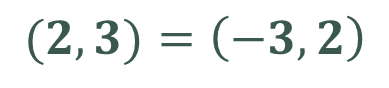 (2,3) = (−3,2)